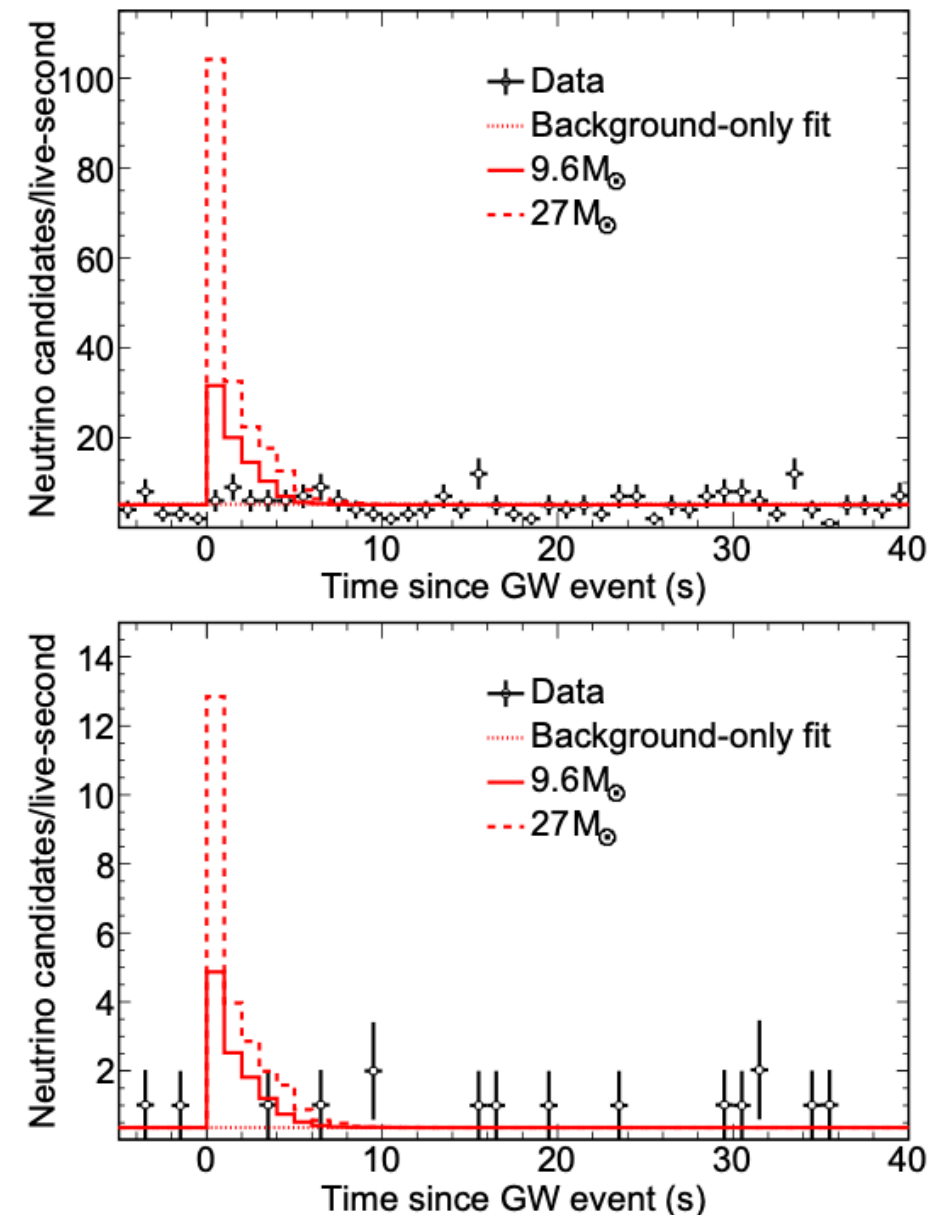 Neutrino candidates/live-second
100
80
60
40
20
Data
Background-only fit
9.6M☉
27M☉
0 10 20 30 40
Time since GW event (s)
Neutrino candidates/live-second
14
12
10
8
6
4
2
Data
Background-only fit
9.6M☉
27M☉
0 10 20 30 40
Time since GW event (s)